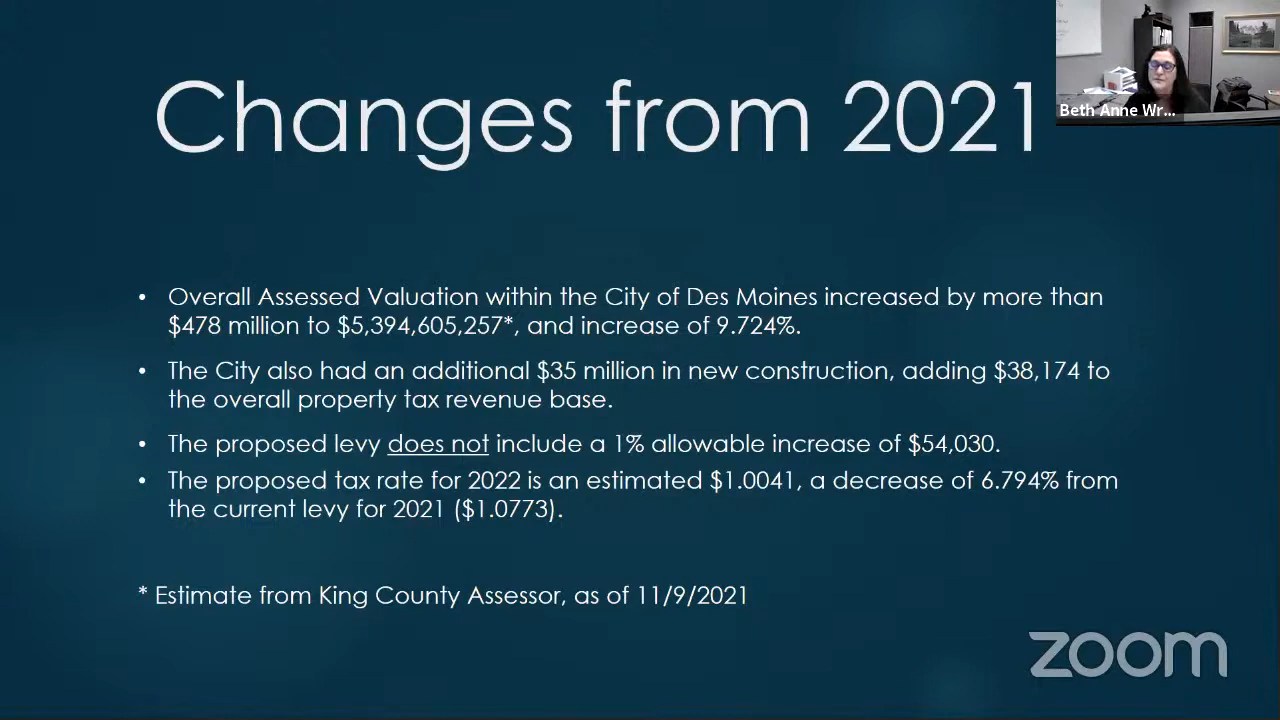 Changes from 2021
Beth Anne Wr...
• Overall Assessed Valuation within the City of Des Moines increased by more than
$478 million to $5,394,605,257*, and increase of 9.724%.
• The City also had an additional $35 million in new construction, adding $38,174 to
the overall property tax revenue base.
• The proposed levy does not include a 1% allowable increase of $54,030.
• The proposed tax rate for 2022 is an estimated $1.0041, a decrease of 6.794% from
the current levy for 2021 ($1.0773).
* Estimate from King County Assessor, as of 11/9/2021
zoom